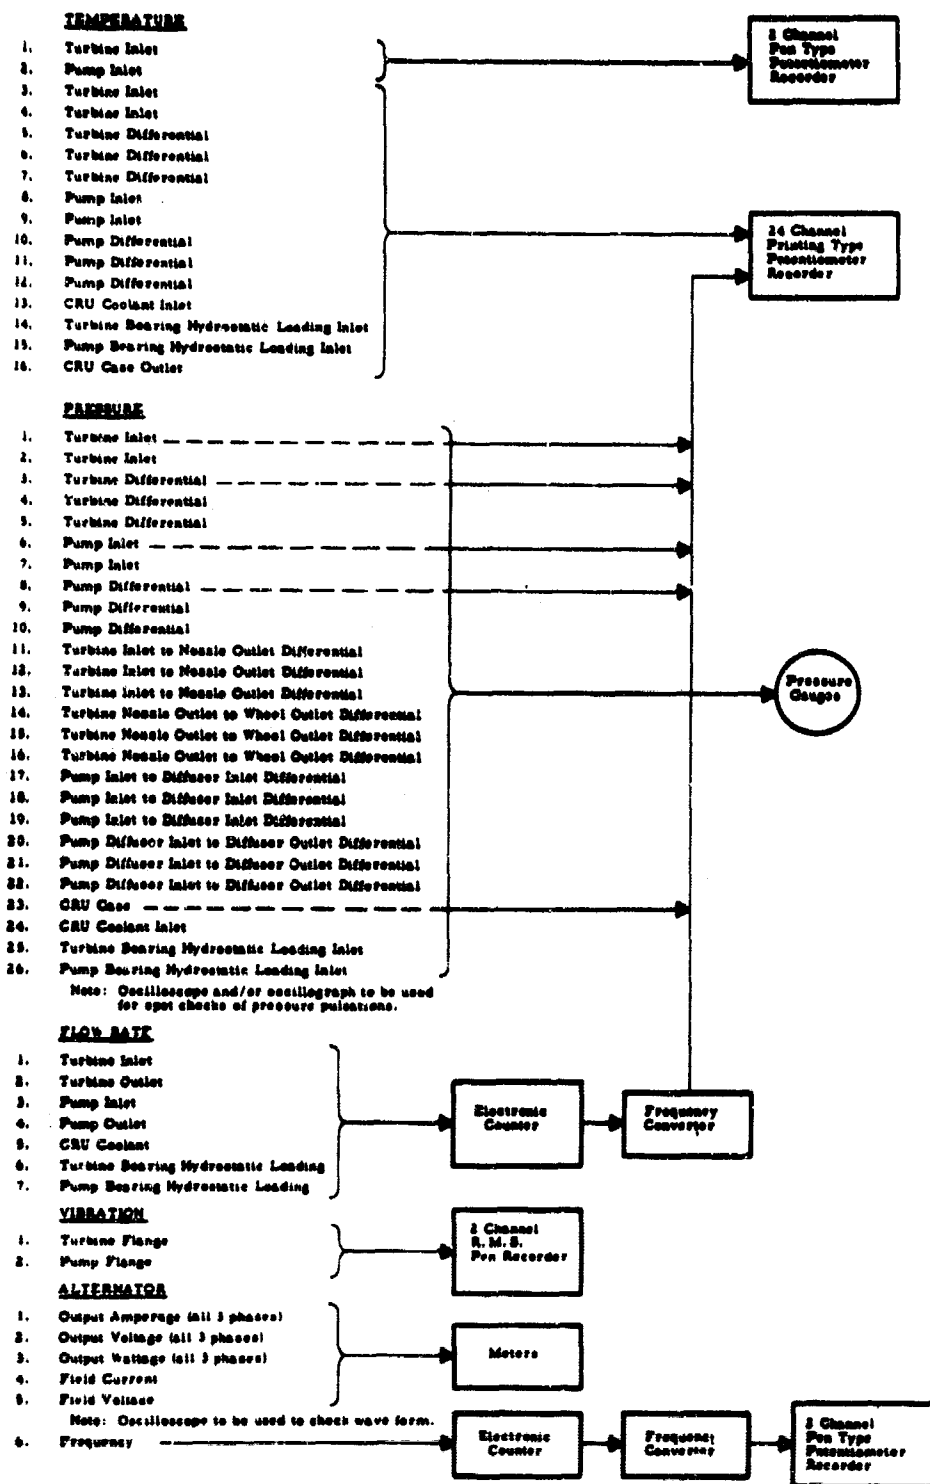 TEMPERATURE
1. Turbine Inlet
2. Pump Inlet
3. Turbine Inlet
4. Turbine Inlet
5. Turbine Differential
6. Turbine Differential
7. Turbine Differential
8. Pump Inlet
9. Pump Inlet
10. Pump Differential
11. Pump Differential
12. Pump Differential
13. CRU Coolant Inlet
14. Turbine Bearing Hydrostatic Loading Inlet
15. Pump Bearing Hydrostatic Loading Inlet
16. CRU Case Outlet
Channel
Pen Type
Potentiometer
Recorder
24 Channel
Printing Type
Potentiometer
Recorder
PRESSURE
1. Turbine Inlet
2. Turbine Inlet
3. Turbine Differential
4. Turbine Differential
5. Turbine Differential
6. Pump Inlet
7. Pump Inlet
8. Pump Differential
9. Pump Differential
10. Pump Differential
11. Turbine Inlet to Nozzle Outlet Differential
12. Turbine Inlet to Nozzle Outlet Differential
13. Turbine Inlet to Nozzle Outlet Differential
14. Turbine Nozzle Outlet to Wheel Outlet Differential
15. Turbine Nozzle Outlet to Wheel Outlet Differential
16. Turbine Nozzle Outlet to Wheel Outlet Differential
17. Pump Inlet to Diffuser Inlet Differential
18. Pump Inlet to Diffuser Inlet Differential
19. Pump Inlet to Diffuser Inlet Differential
20. Pump Diffuser Inlet to Diffuser Outlet Differential
21. Pump Diffuser Inlet to Diffuser Outlet Differential
22. Pump Diffuser Inlet to Diffuser Outlet Differential
23. CRU Case
24. CRU Coolant Inlet
25. Turbine Bearing Hydrostatic Loading Inlet
26. Pump Bearing Hydrostatic Loading Inlet
Note: Oscilloscope and/or oscillograph to be used
for spot checks of pressure pulsations.
Pressure
Gauges
FLOW RATE
1. Turbine Inlet
2. Turbine Outlet
3. Pump Inlet
4. Pump Outlet
5. CRU Coolant
6. Turbine Bearing Hydrostatic Loading
7. Pump Bearing Hydrostatic Loading
Electronic
Counter
Frequency
Convertor
VIBRATION
1. Turbine Flange
2. Pump Flange
Channel
R.M.S.
Pen Recorder
ALTERNATOR
1. Output Amperage (all 3 phases)
2. Output Voltage (all 3 phases)
3. Output Wattage (all 3 phases)
4. Field Current
5. Field Voltage
Note: Oscilloscope to be used to check wave form.
6. Frequency
Meters
Electronic
Counter
Frequency
Convertor
Channel
Pen Type
Potentiometer
Recorder